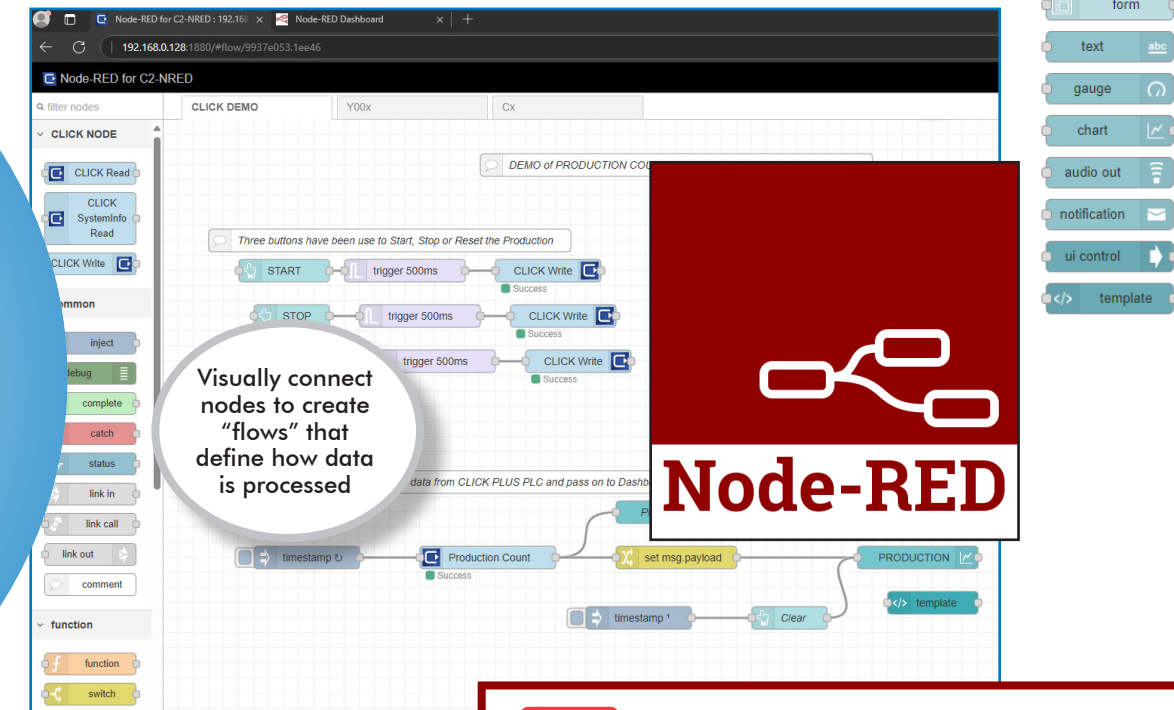 Node-RED for C2-NRED : 192.168
Node-RED Dashboard
192.168.0.128:1880/#flow/9937e053.1ee46
Node-RED for C2-NRED
filter nodes
CLICK NODE
CLICK Read
CLICK
SystemInfo
Read
CLICK Write
inject
complete
catch
status
link in
link call
link out
comment
function
function
switch
CLICK DEMO
Y00x
Cx
DEMO of PRODUCTION COU
Three buttons have been use to Start, Stop or Reset the Production
START
trigger 500ms
CLICK Write
Success
STOP
trigger 500ms
CLICK Write
Success
trigger 500ms
CLICK Write
Success
Visually connect
nodes to create
“flows” that
define how data
is processed
data from CLICK PLUS PLC and pass on to Dashb
timestamp ↻
Production Count
Success
set msg.payload
PRODUCTION
template
timestamp ¹
Clear
Node-RED
form
text
abc
gauge
chart
audio out
notification
ui control
template